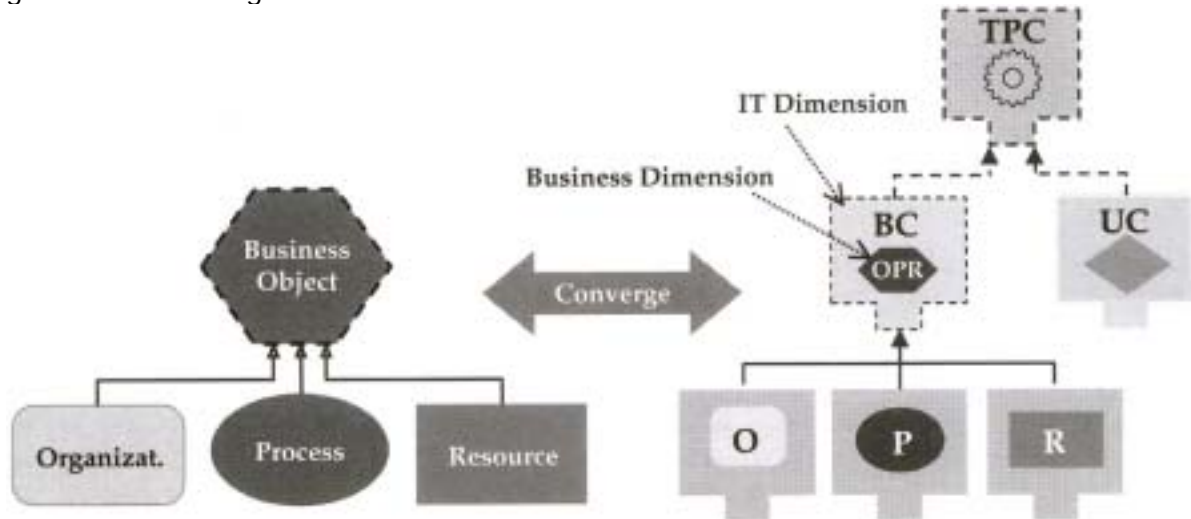 TPC
IT Dimension
Business Dimension
BC
UC
OPR
Business
Object
Converge
Organizat.
Process
Resource
O
P
R